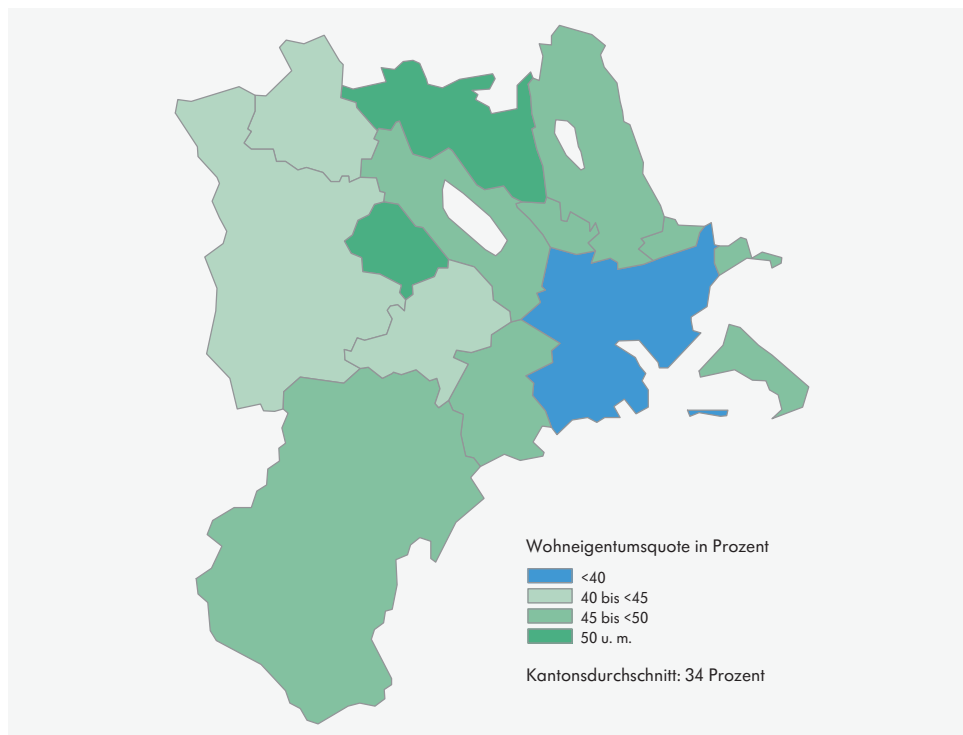 Wohneigentumsquote in Prozent
<40
40 bis <45
45 bis <50
50 u. m.
Kantonsdurchschnitt: 34 Prozent